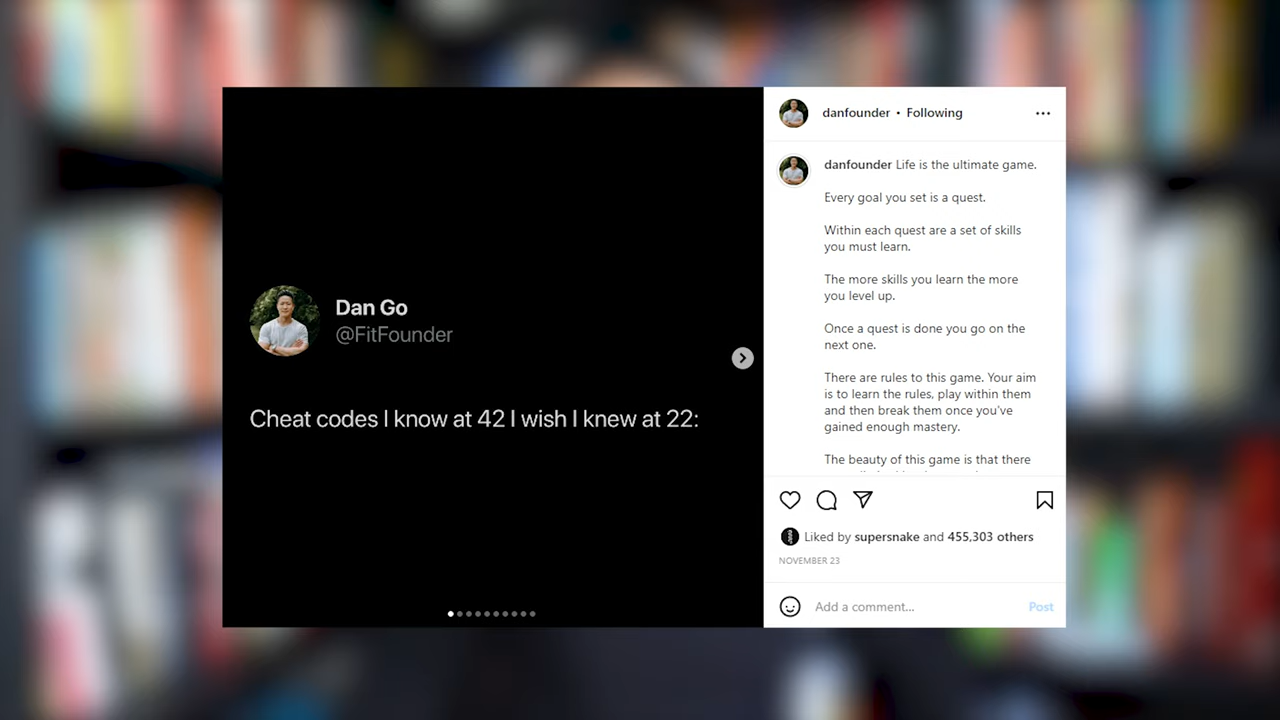 Dan Go
@FitFounder
Cheat codes I know at 42 I wish I knew at 22:
danfounder • Following
danfounder Life is the ultimate game.
Every goal you set is a quest.
Within each quest are a set of skills
you must learn.
The more skills you learn the more
you level up.
Once a quest is done you go on the
next one.
There are rules to this game. Your aim
is to learn the rules, play within them
and then break them once you've
gained enough mastery.
The beauty of this game is that there
Liked by supersnake and 455,303 others
NOVEMBER 23
Add a comment...
Post